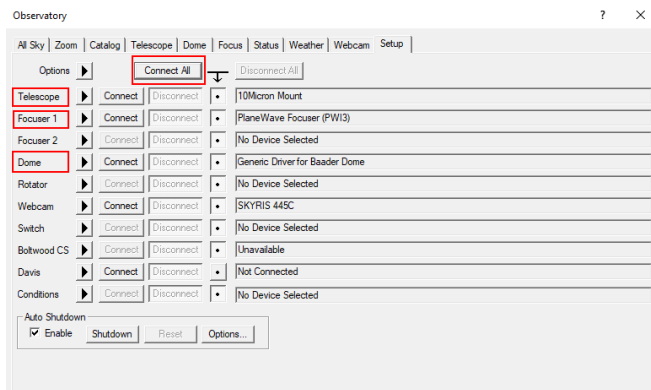 Observatory ? ×
All Sky Zoom Catalog Telescope Dome Focus Status Weather Webcam Setup
Options Connect All Disconnect All
Telescope Connect Disconnect 10Micron Mount
Focuser 1 Connect Disconnect PlaneWave Focuser (PWI3)
Focuser 2 Connect Disconnect No Device Selected
Dome Connect Disconnect Generic Driver for Baader Dome
Rotator Connect Disconnect No Device Selected
Webcam Connect Disconnect SKYRIS 445C
Switch Connect Disconnect No Device Selected
Boltwood CS Connect Disconnect Unavailable
Davis Connect Disconnect Not Connected
Conditions Connect Disconnect No Device Selected
Auto Shutdown
Enable Shutdown Reset Options...